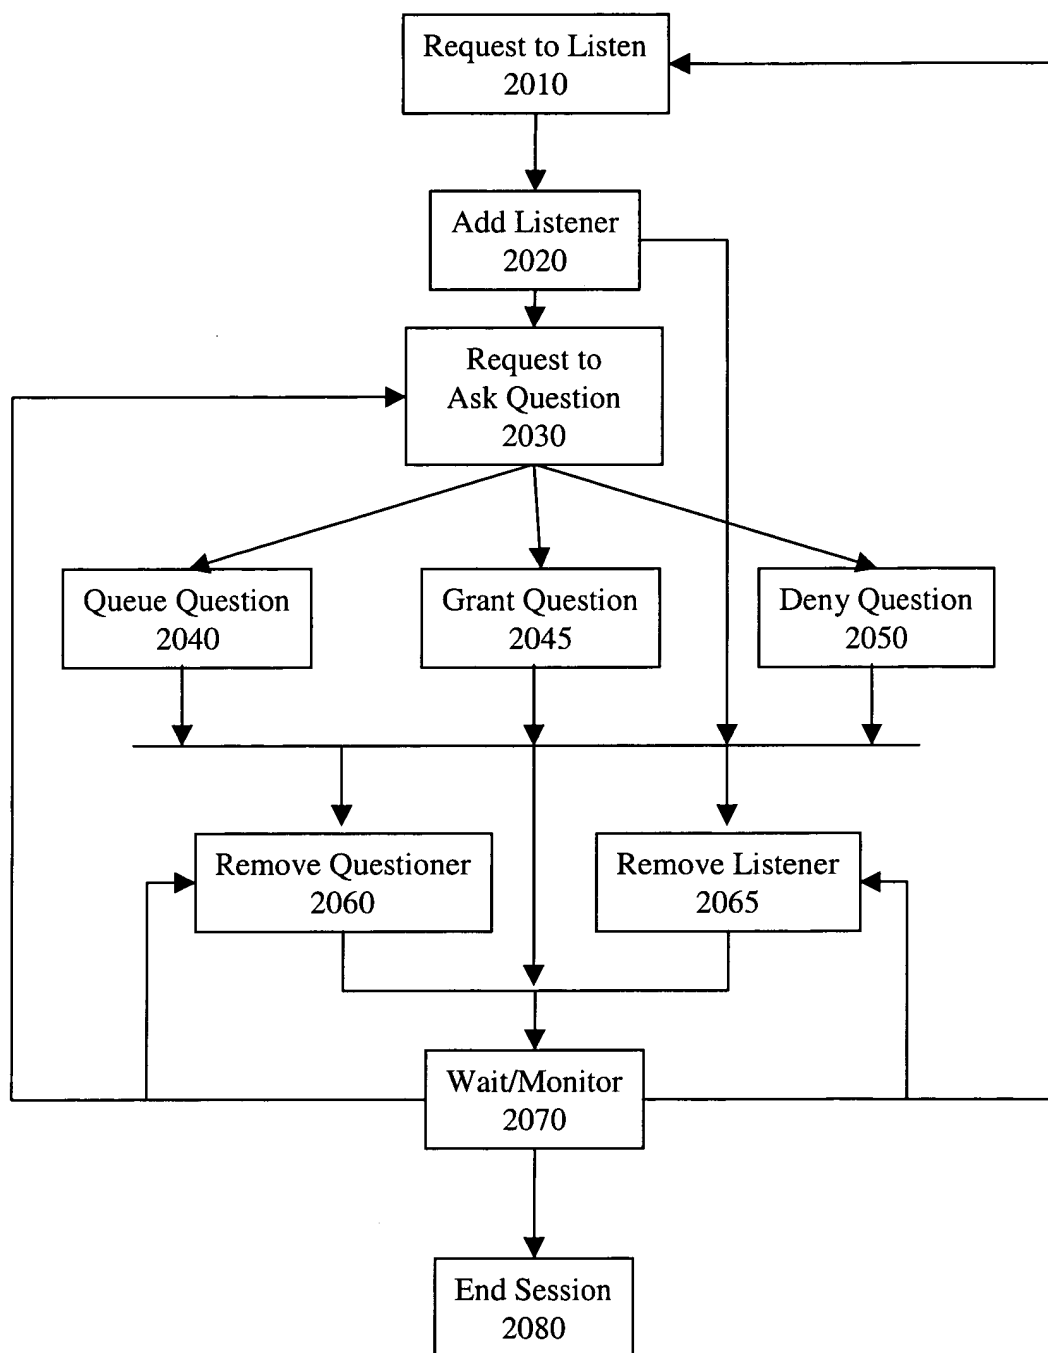 Request to Listen
2010
Add Listener
2020
Request to
Ask Question
2030
Queue Question
2040
Grant Question
2045
Deny Question
2050
Remove Questioner
2060
Remove Listener
2065
Wait/Monitor
2070
End Session
2080